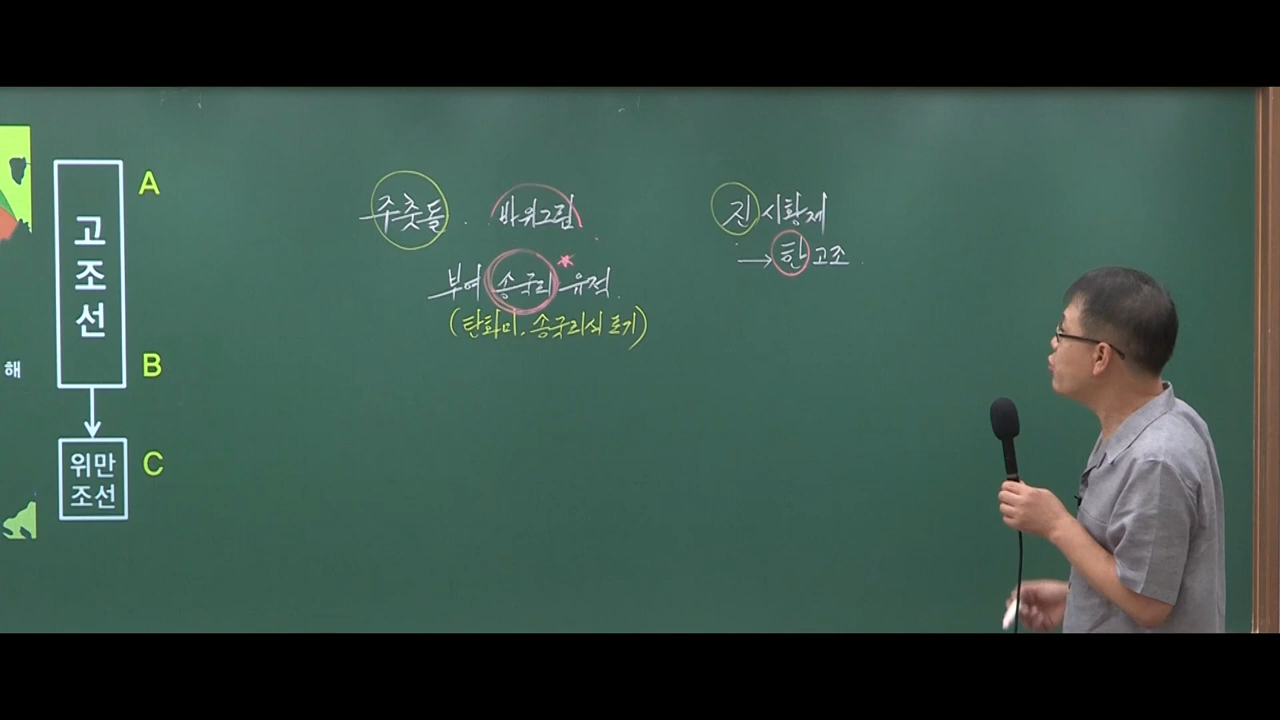 고조선
A
B
위만
조선
C
해
주춧돌 . 바위그림
부여 송국리 유적.
(탄화미, 송국리식 토기)
진시황제
→ 한 고조.